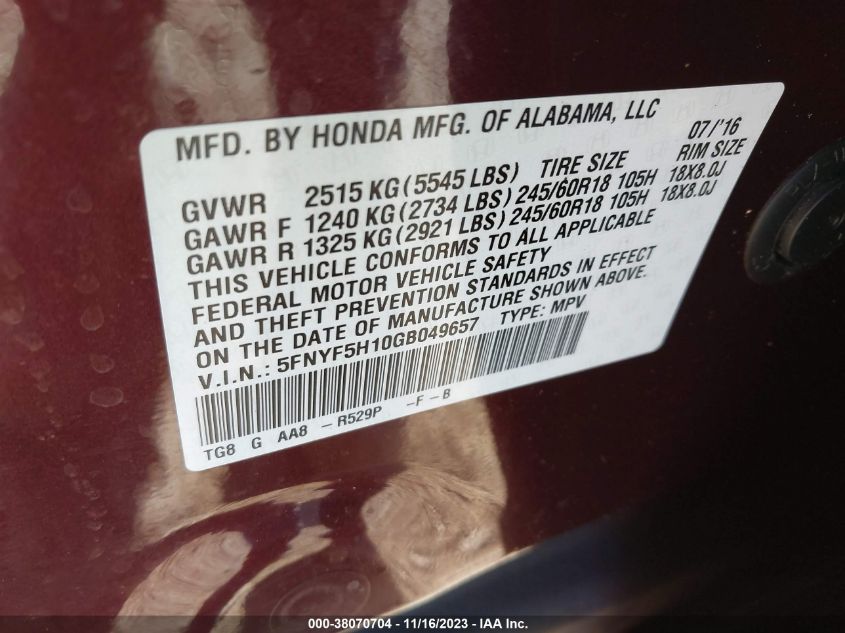 MFD. BY HONDA MFG. OF ALABAMA, LLC 07/'16
GVWR 2515 KG (5545 LBS) TIRE SIZE RIM SIZE
GAWR F 1240 KG (2734 LBS) 245/60R18 105H 18X8.0J
GAWR R 1325 KG (2921 LBS) 245/60R18 105H 18X8.0J
THIS VEHICLE CONFORMS TO ALL APPLICABLE
FEDERAL MOTOR VEHICLE SAFETY
AND THEFT PREVENTION STANDARDS IN EFFECT
ON THE DATE OF MANUFACTURE SHOWN ABOVE.
V.I.N.: 5FNYF5H10GB049657 TYPE: MPV
TG8 G AA8 - R529P -F-B
000-38070704 - 11/16/2023 - IAA Inc.